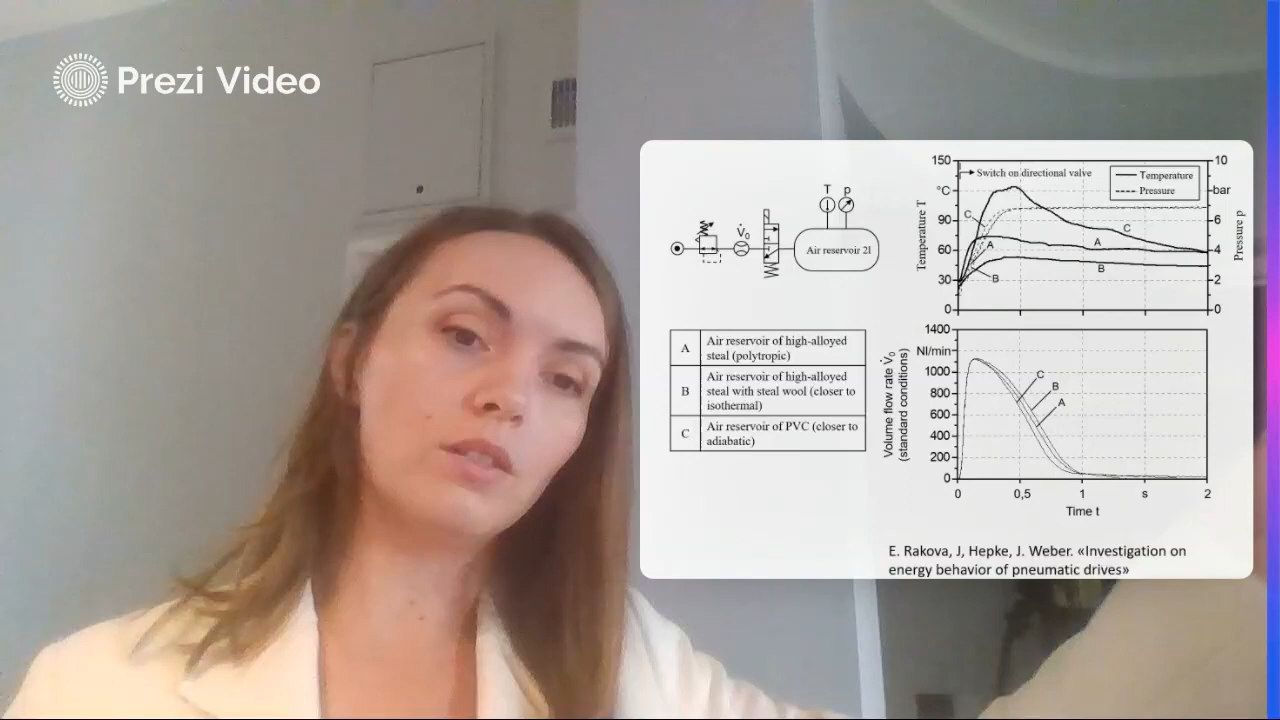 Prezi Video
T p
V̇0
Air reservoir 2l
A
Air reservoir of high-alloyed
steal (polytropic)
B
Air reservoir of high-alloyed
steal with steal wool (closer to
isothermal)
C
Air reservoir of PVC (closer to
adiabatic)
150
°C
90
60
30
0
Temperature T
Switch on directional valve
Temperature
Pressure
C
A
B
C
A
B
10
bar
6
4
2
0
Pressure p
1400
Nl/min
1000
800
600
400
200
0
Volume flow rate V̇0
(standard conditions)
C
B
A
0 0,5 1 s 2
Time t
E. Rakova, J, Hepke, J. Weber. «Investigation on
energy behavior of pneumatic drives»